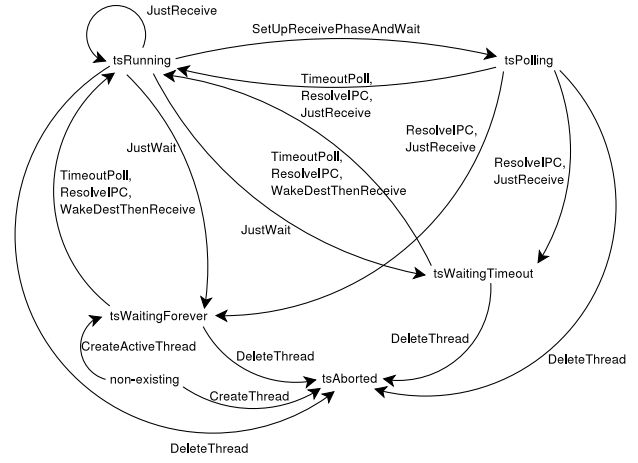 JustReceive
SetUpReceivePhaseAndWait
tsRunning
tsPolling
TimeoutPoll,
ResolveIPC,
JustReceive
ResolveIPC,
JustReceive
JustWait
TimeoutPoll,
ResolveIPC,
WakeDestThenReceive
ResolveIPC,
JustReceive
TimeoutPoll,
ResolveIPC,
WakeDestThenReceive
JustWait
tsWaitingTimeout
tsWaitingForever
DeleteThread
CreateActiveThread
DeleteThread
DeleteThread
non-existing
tsAborted
CreateThread
DeleteThread